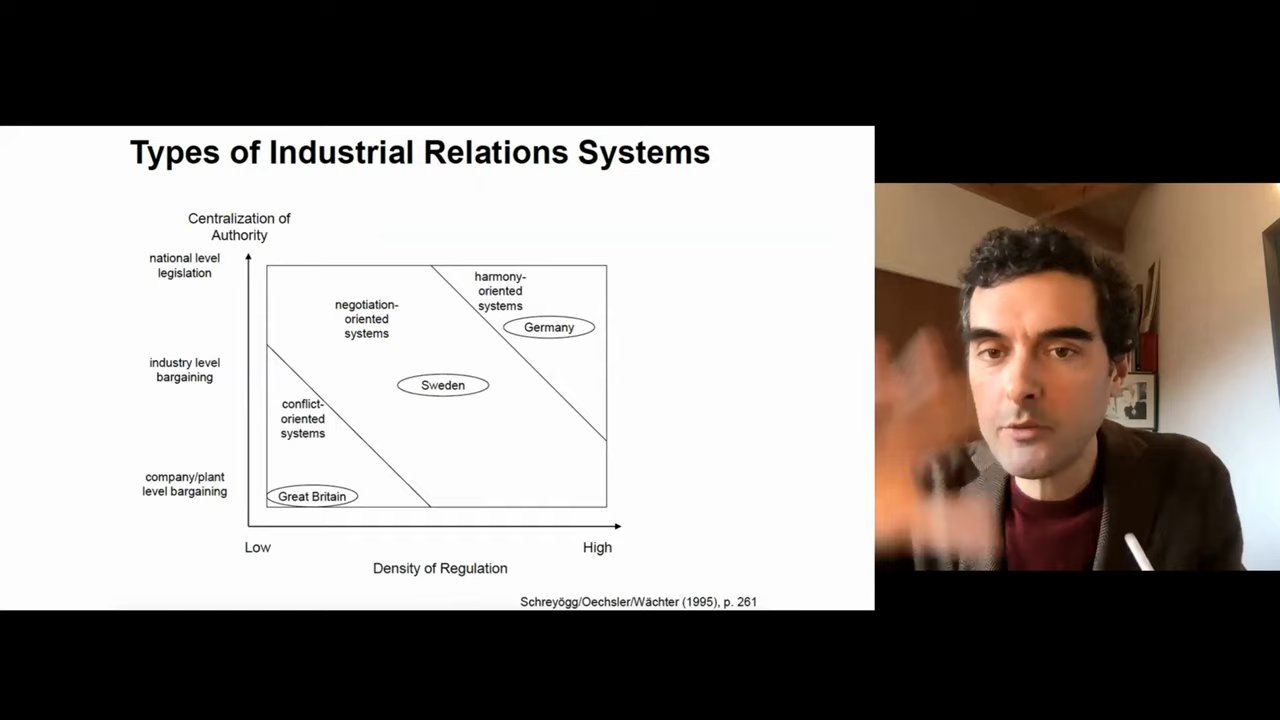 Types of Industrial Relations Systems
Centralization of
Authority
national level
legislation
harmony-
oriented
systems
negotiation-
oriented
systems
Germany
industry level
bargaining
Sweden
conflict-
oriented
systems
company/plant
level bargaining
Great Britain
Low
High
Density of Regulation
Schreyögg/Oechsler/Wächter (1995), p. 261